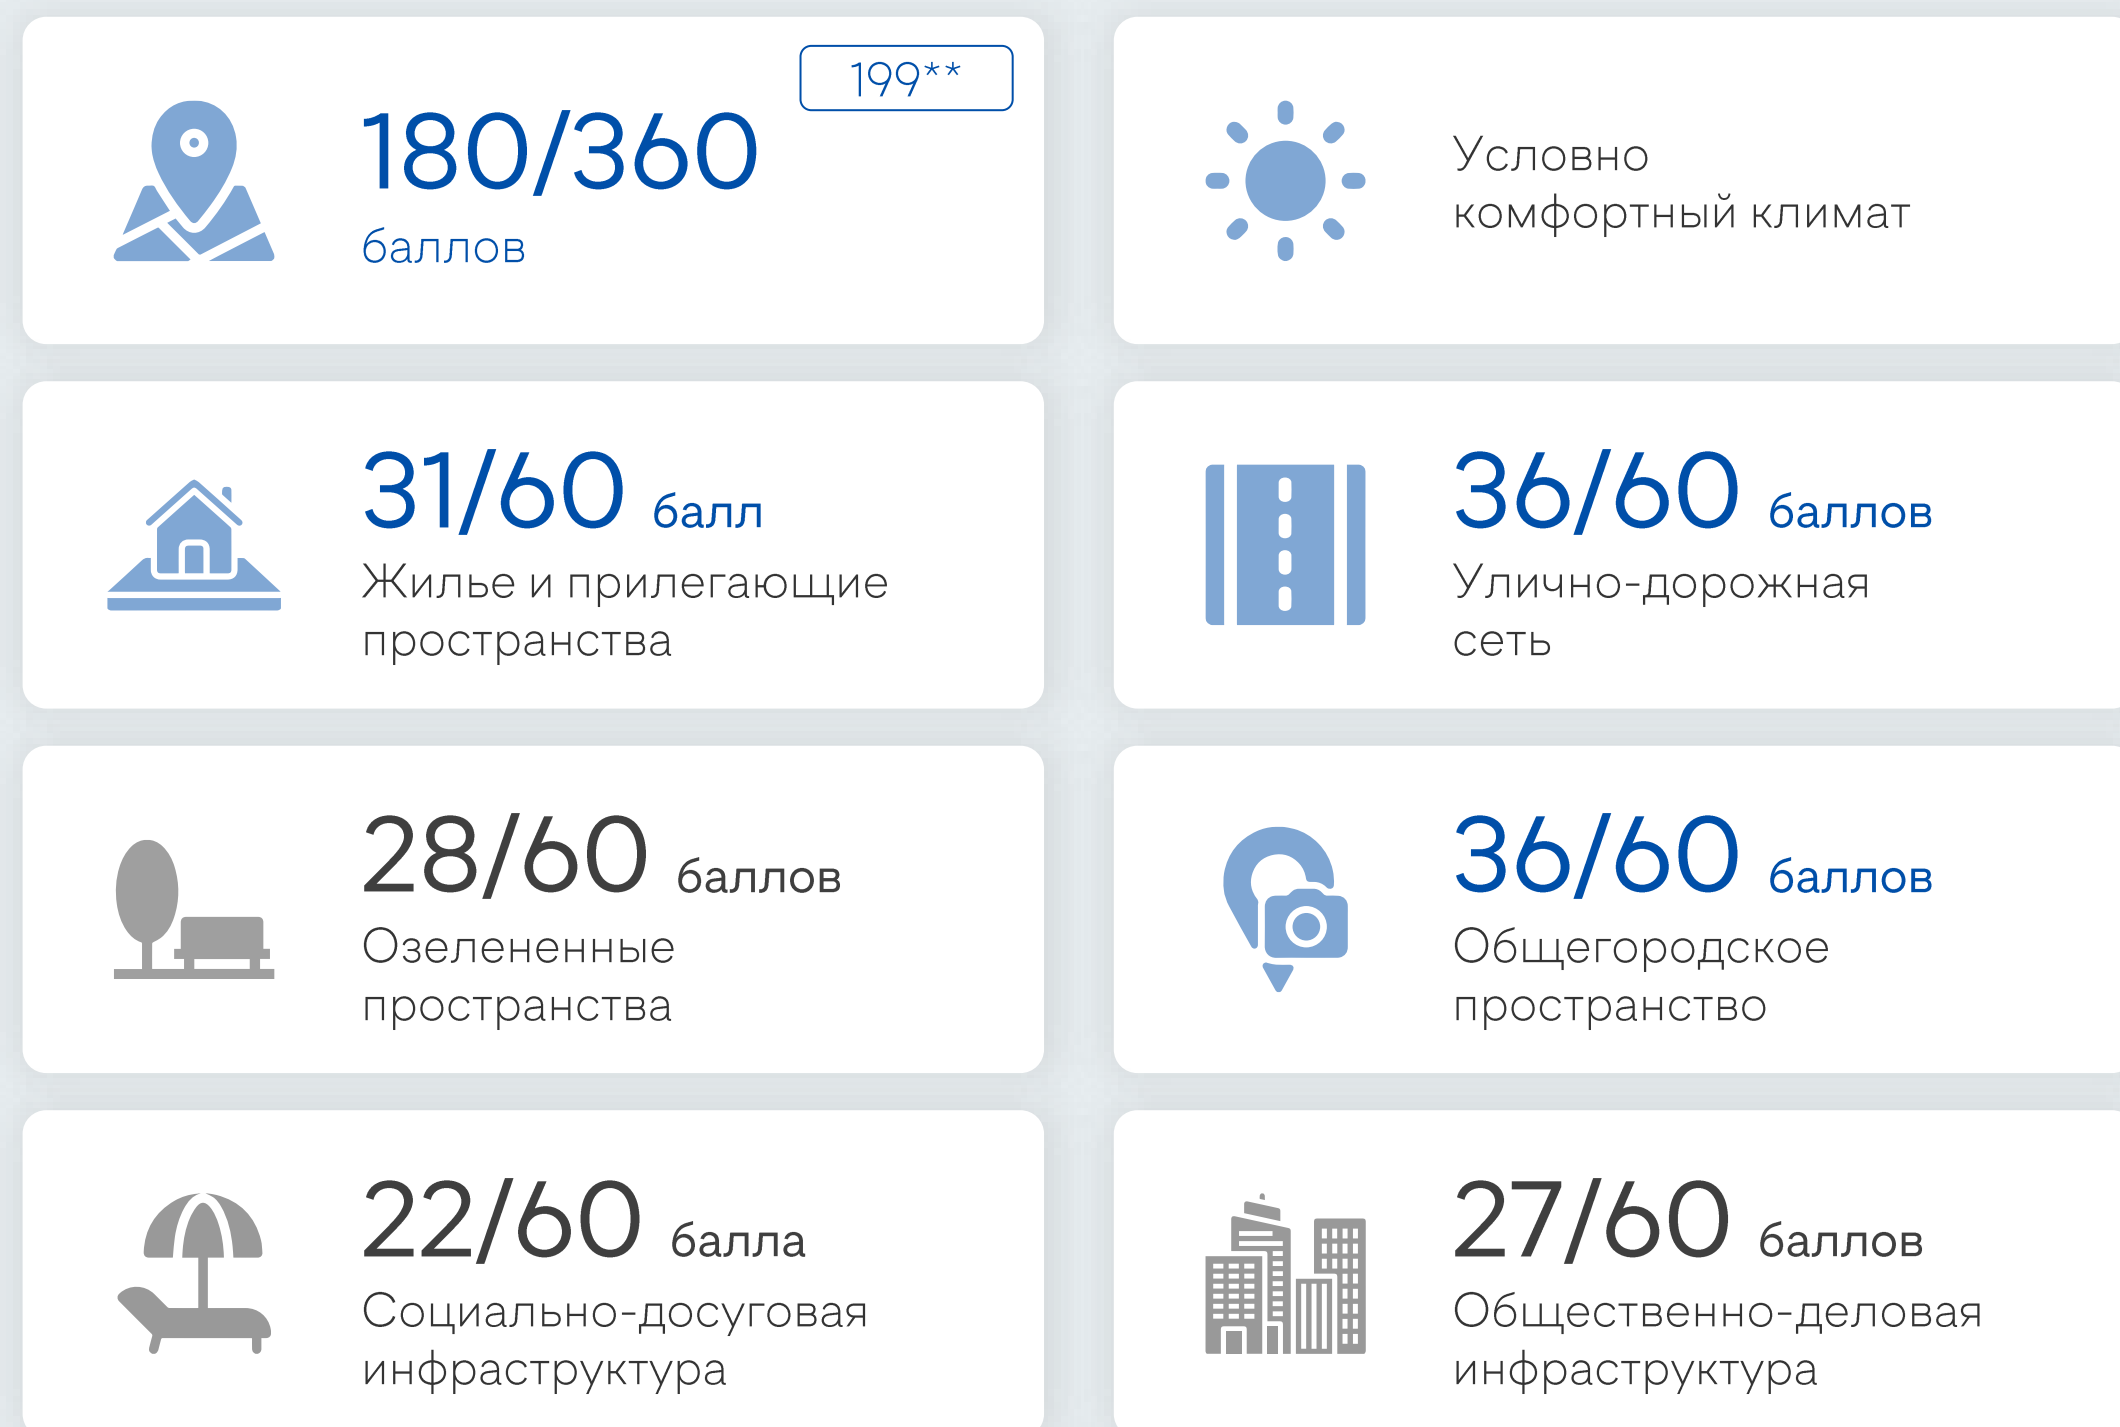 199**
180/360
баллов
Условно
комфортный климат
31/60 балл
Жилье и прилегающие
пространства
36/60 баллов
Улично-дорожная
сеть
28/60 баллов
Озелененные
пространства
36/60 баллов
Общегородское
пространство
22/60 балла
Социально-досуговая
инфраструктура
27/60 баллов
Общественно-деловая
инфраструктура